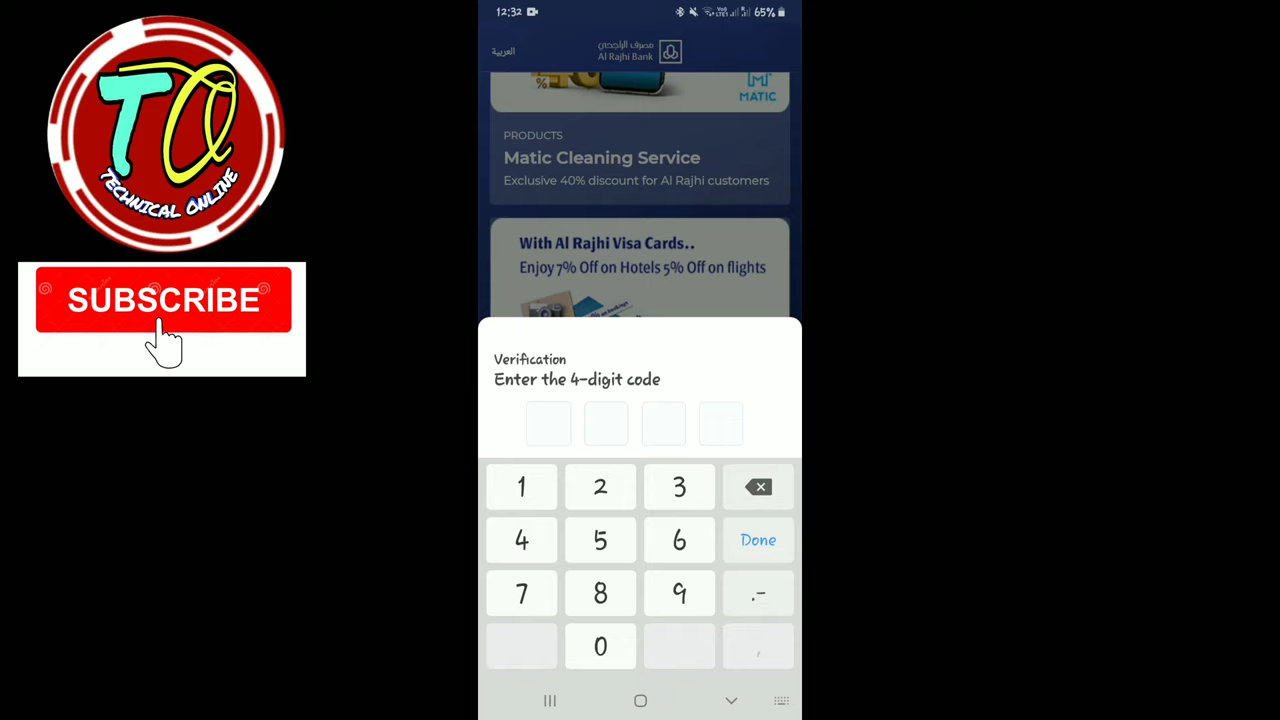 TO
TECHNICAL ONLINE
SUBSCRIBE
12:32
65%
العربية
مصرف الراجحي
Al Rajhi Bank
MATIC
PRODUCTS
Matic Cleaning Service
Exclusive 40% discount for Al Rajhi customers
With Al Rajhi Visa Cards..
Enjoy 7% Off on Hotels 5% Off on flights
Verification
Enter the 4-digit code
1 2 3
4 5 6 Done
7 8 9 .-
0 ,